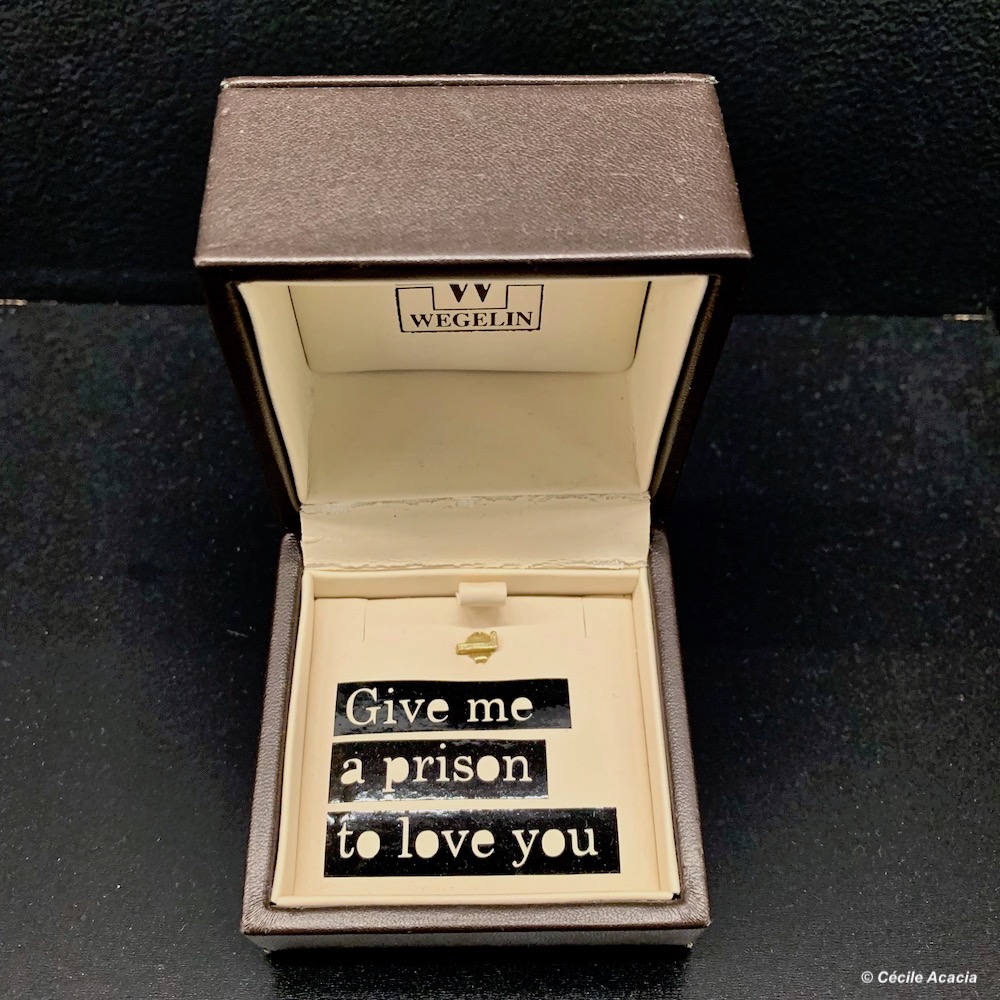 W
WEGELIN
Give me
a prison
to love you
© Cécile Acacia